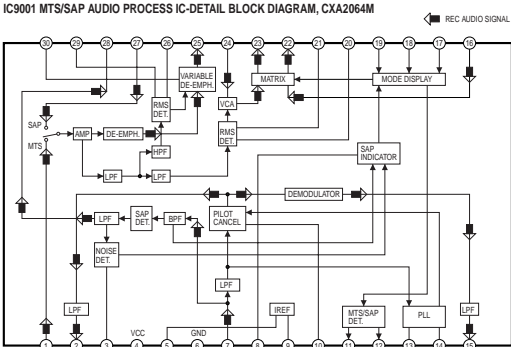 IC9001 MTS/SAP AUDIO PROCESS IC-DETAIL BLOCK DIAGRAM, CXA2064M
REC AUDIO SIGNAL
30 29 28 27 26 25 24 23 22 21 20 19 18 17 16
VARIABLE
DE-EMPH.
MATRIX
MODE DISPLAY
RMS
DET.
VCA
SAP
MTS
AMP
DE-EMPH.
RMS
DET.
HPF
LPF
LPF
SAP
INDICATOR
DEMODULATOR
LPF
SAP
DET.
BPF
PILOT
CANCEL
NOISE
DET.
LPF
LPF
IREF
MTS/SAP
DET.
PLL
LPF
VCC
GND
1 2 3 4 5 6 7 8 9 10 11 12 13 14 15